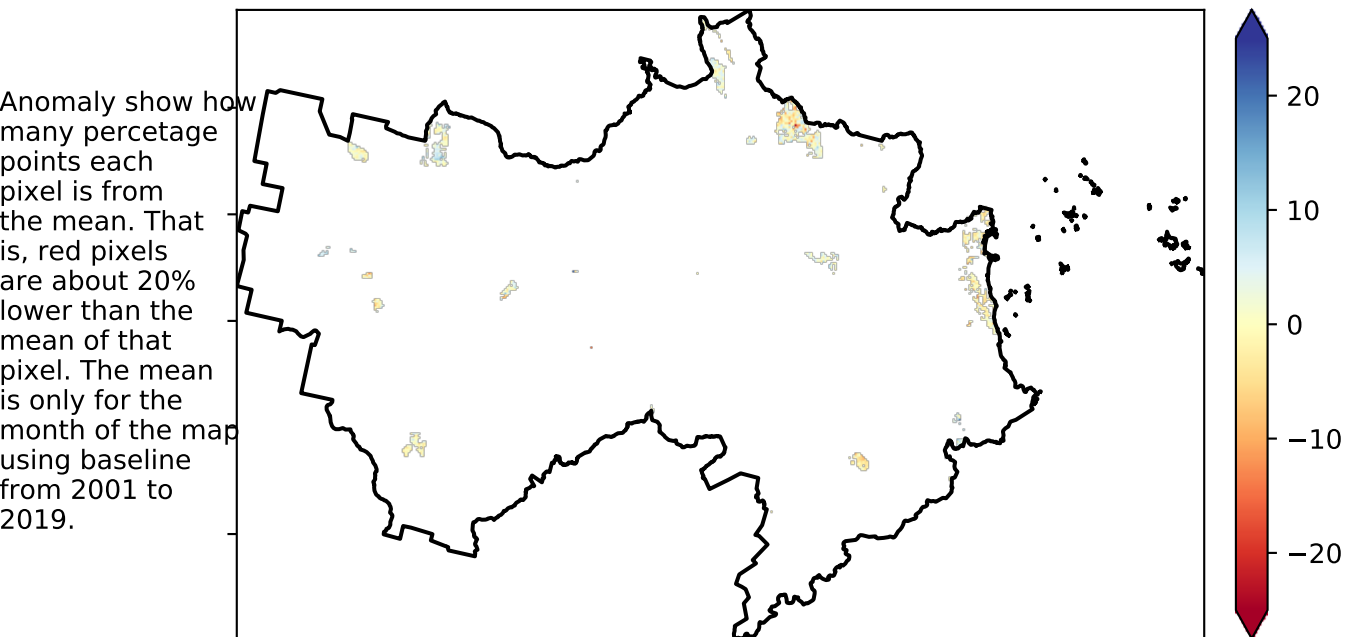 Anomaly show how
many percetage
points each
pixel is from
the mean. That
is, red pixels
are about 20%
lower than the
mean of that
pixel. The mean
is only for the
month of the map
using baseline
from 2001 to
2019.
20
10
0
−10
−20